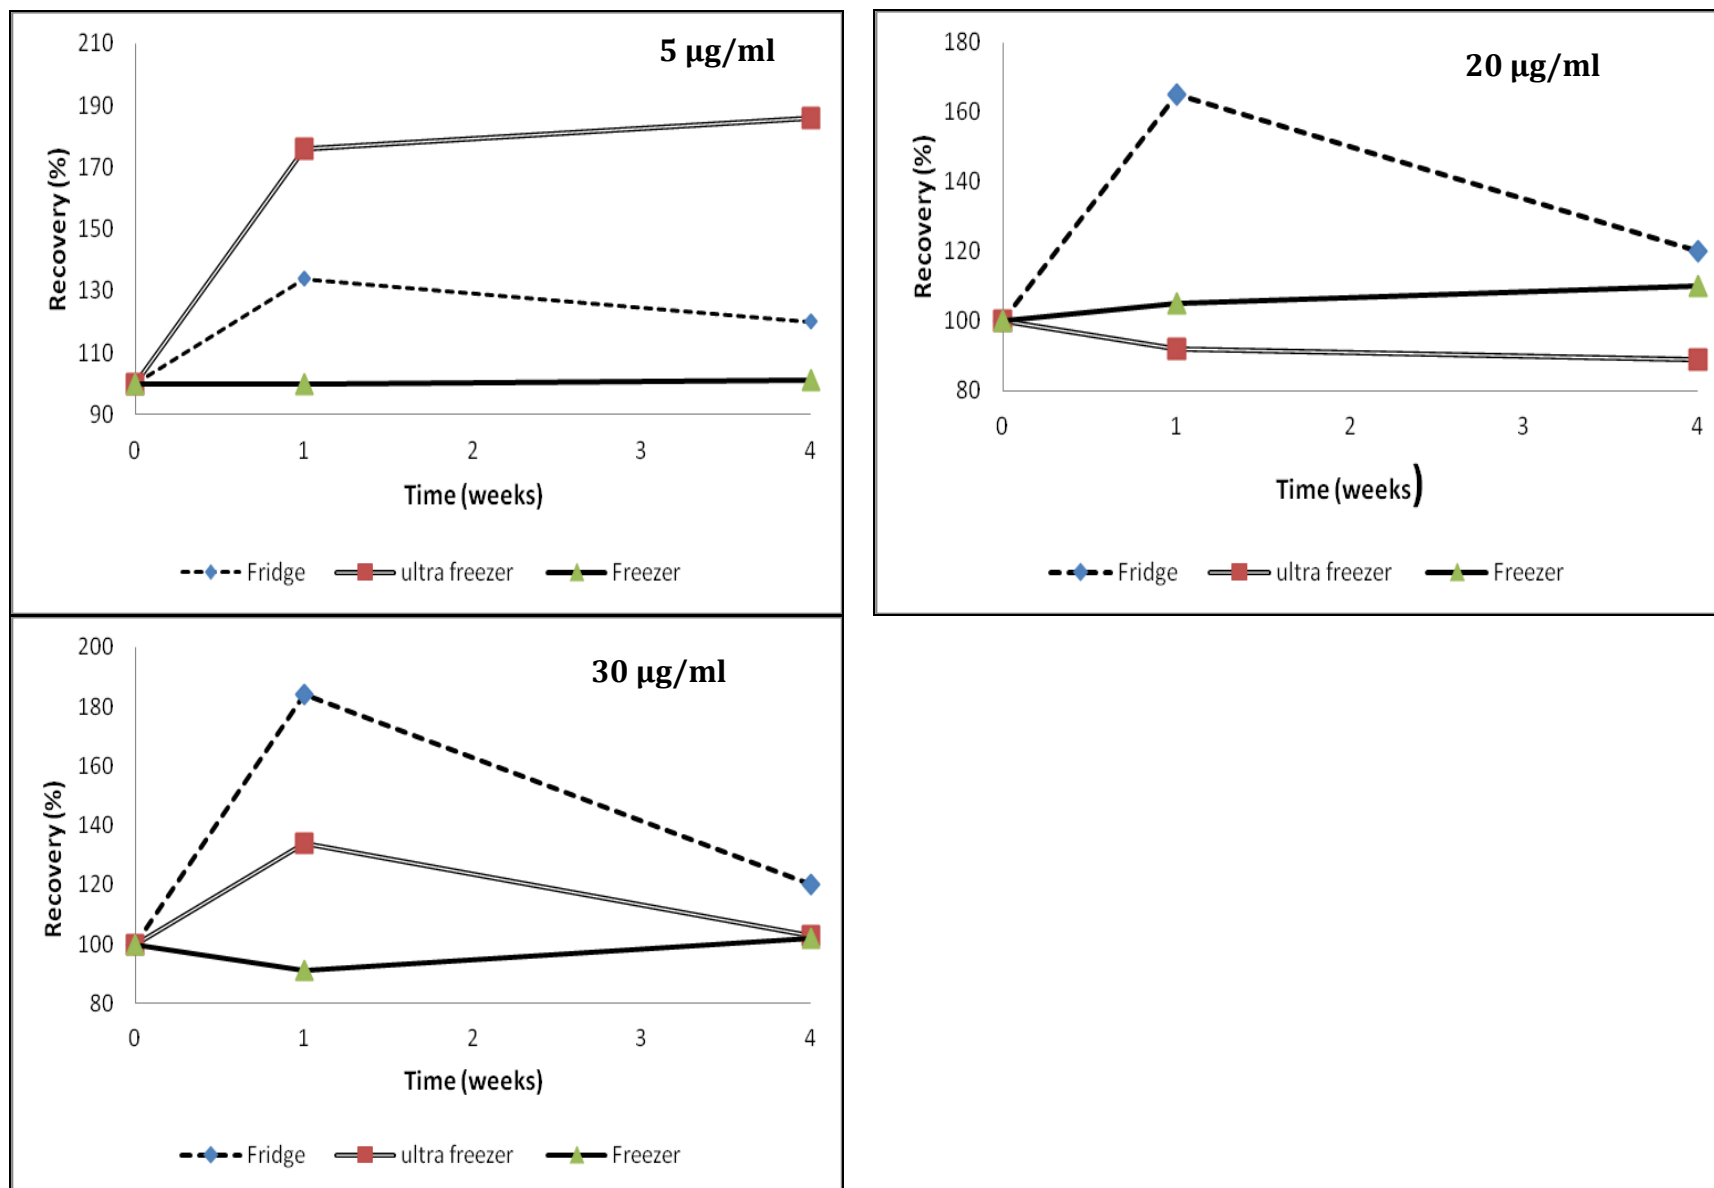 5 µg/ml
210
190
170
150
130
110
90
Recovery (%)
0 1 2 3 4
Time (weeks)
Fridge ultra freezer Freezer
20 µg/ml
180
160
140
120
100
80
Recovery (%)
0 1 2 3 4
Time (weeks)
Fridge ultra freezer Freezer
30 µg/ml
200
180
160
140
120
100
80
Recovery (%)
0 1 2 3 4
Time (weeks)
Fridge ultra freezer Freezer